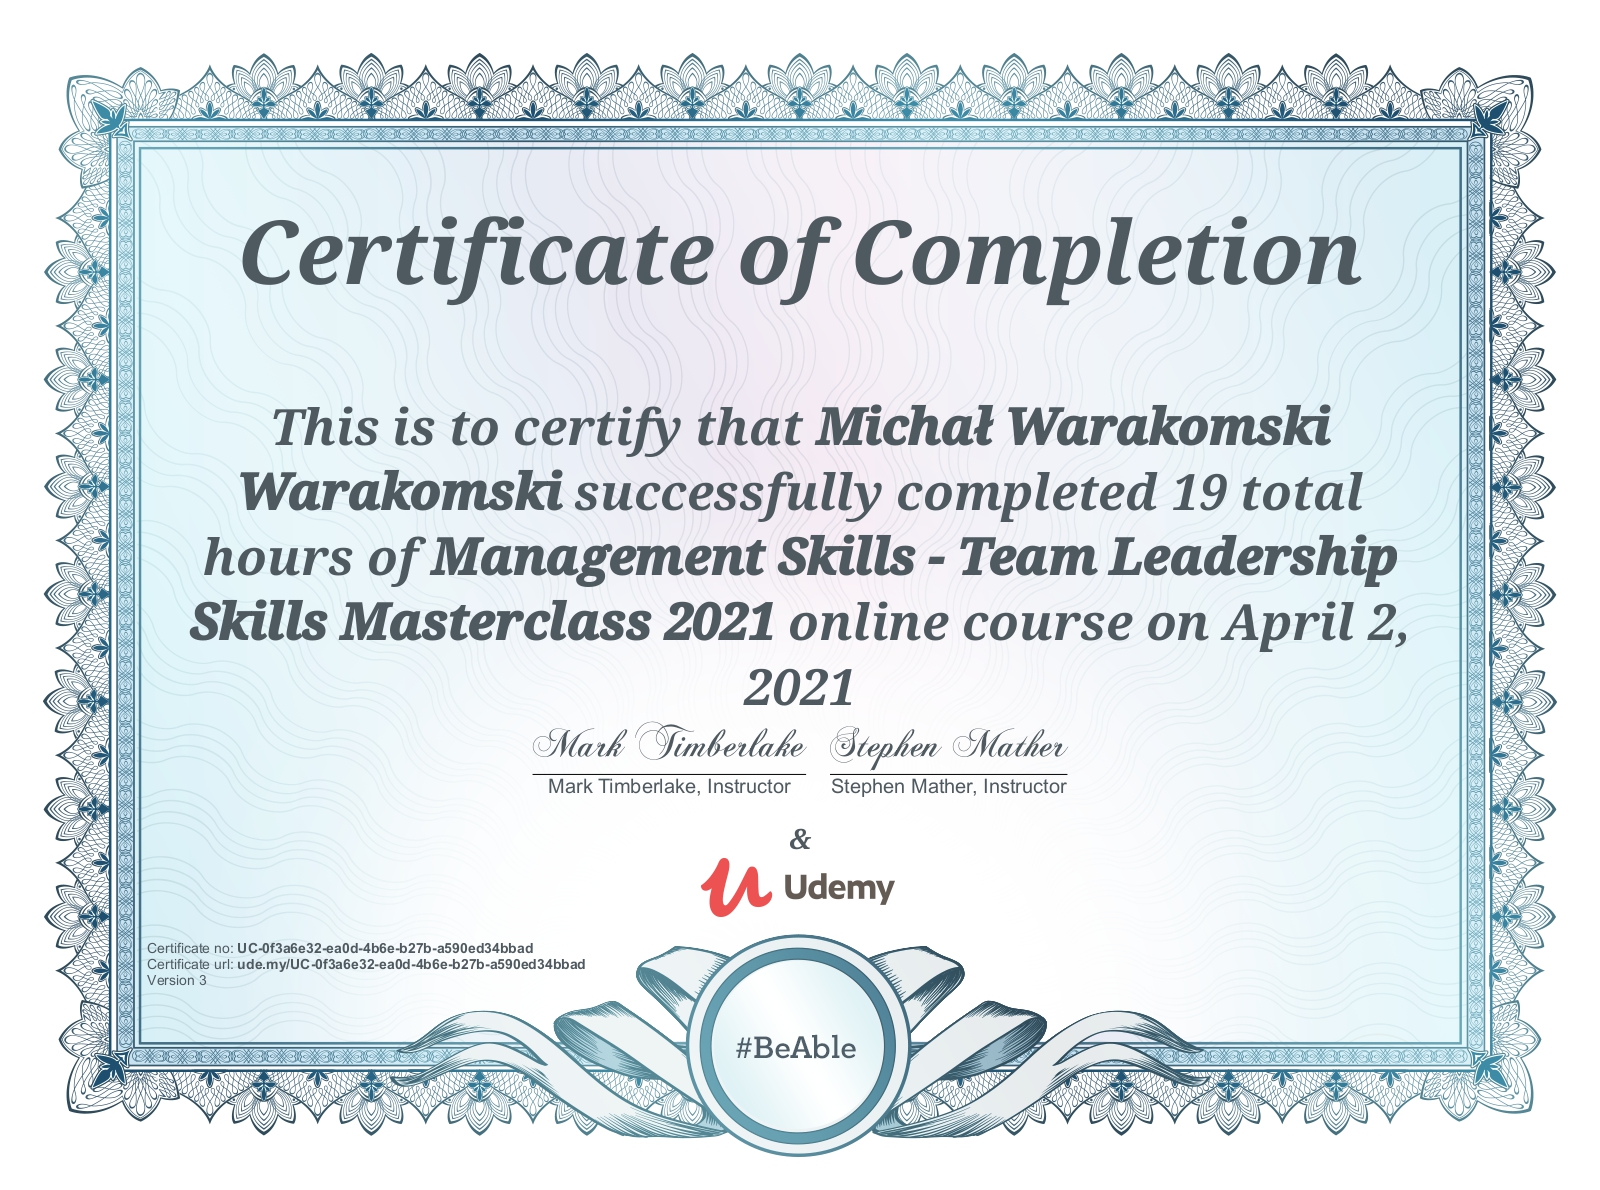 Certificate of Completion
This is to certify that Michał Warakomski
Warakomski successfully completed 19 total
hours of Management Skills - Team Leadership
Skills Masterclass 2021 online course on April 2,
2021
Mark Timberlake Stephen Mather
Mark Timberlake, Instructor Stephen Mather, Instructor
&
Udemy
Certificate no: UC-0f3a6e32-ea0d-4b6e-b27b-a590ed34bbad
Certificate url: ude.my/UC-0f3a6e32-ea0d-4b6e-b27b-a590ed34bbad
Version 3
#BeAble